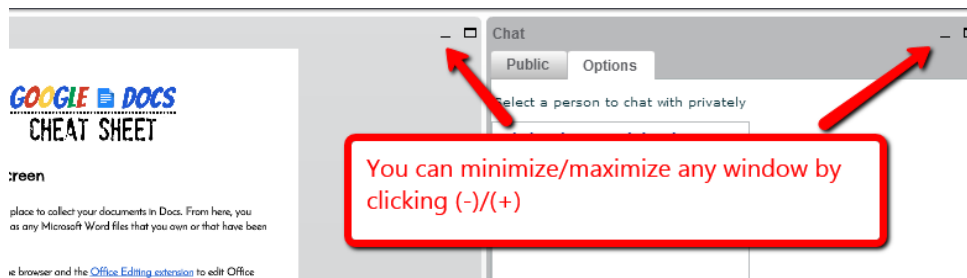 Chat
Public Options
Select a person to chat with privately
GOOGLE DOCS
CHEAT SHEET
You can minimize/maximize any window by
clicking (-)/(+)
place to collect your documents in Docs. From here, you
as any Microsoft Word files that you own or that have been
browser and the Office Editing extension to edit Office